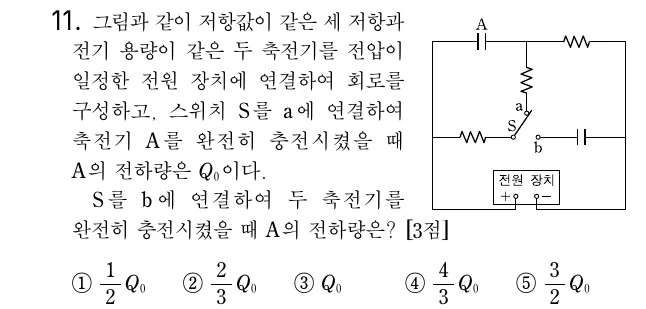 11. 그림과 같이 저항값이 같은 세 저항과
전기 용량이 같은 두 축전기를 전압이
일정한 전원 장치에 연결하여 회로를
구성하고, 스위치 S를 a에 연결하여
축전기 A를 완전히 충전시켰을 때
A의 전하량은 Q₀이다.
S를 b에 연결하여 두 축전기를
완전히 충전시켰을 때 A의 전하량은? [3점]
A
a
S
b
전원 장치
+ −
① 1/2 Q₀ ② 2/3 Q₀ ③ Q₀ ④ 4/3 Q₀ ⑤ 3/2 Q₀